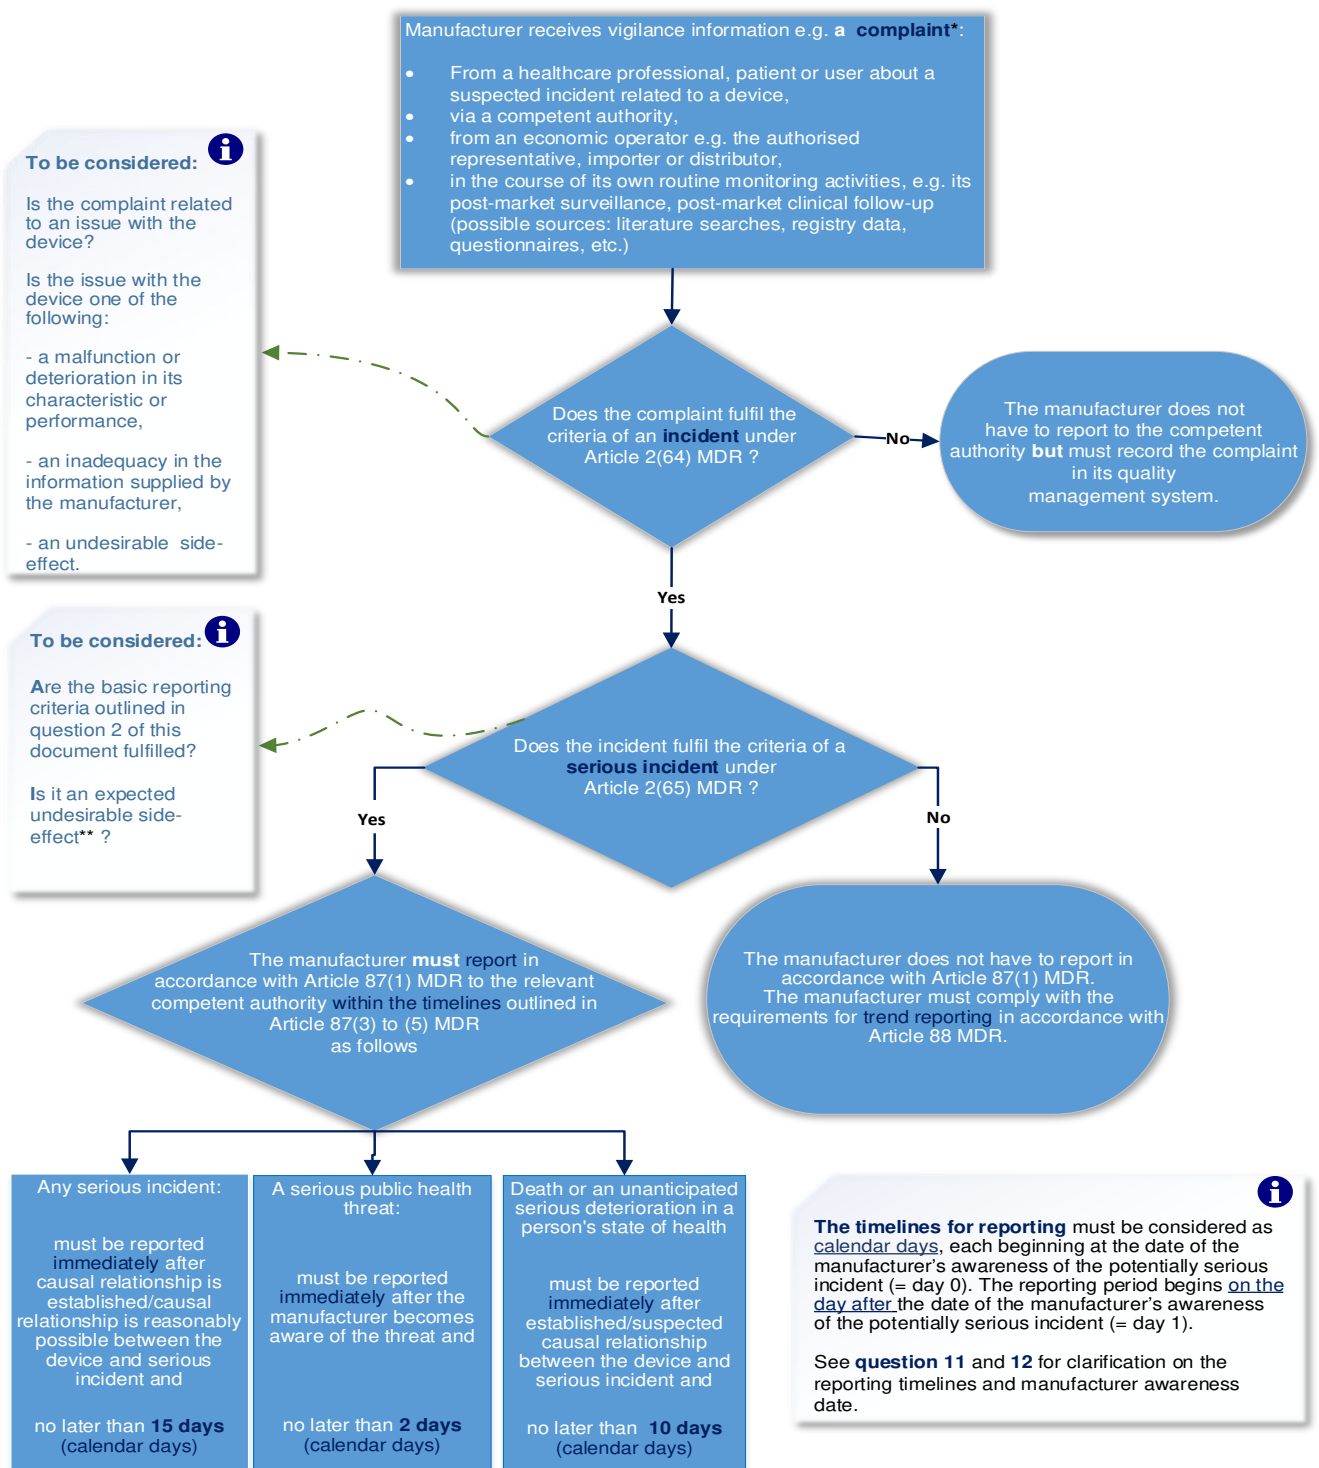 Manufacturer receives vigilance information e.g. a complaint*:
• From a healthcare professional, patient or user about a
suspected incident related to a device,
• via a competent authority,
• from an economic operator e.g. the authorised
representative, importer or distributor,
• in the course of its own routine monitoring activities, e.g. its
post-market surveillance, post-market clinical follow-up
(possible sources: literature searches, registry data,
questionnaires, etc.)
To be considered:
Is the complaint related
to an issue with the
device?
Is the issue with the
device one of the
following:
- a malfunction or
deterioration in its
characteristic or
performance,
- an inadequacy in the
information supplied by
the manufacturer,
- an undesirable side-
effect.
Does the complaint fulfil the
criteria of an incident under
Article 2(64) MDR ?
No
The manufacturer does not
have to report to the competent
authority but must record the complaint
in its quality
management system.
Yes
To be considered:
Are the basic reporting
criteria outlined in
question 2 of this
document fulfilled?
Is it an expected
undesirable side-
effect** ?
Does the incident fulfil the criteria of a
serious incident under
Article 2(65) MDR ?
Yes
No
The manufacturer must report in
accordance with Article 87(1) MDR to the relevant
competent authority within the timelines outlined in
Article 87(3) to (5) MDR
as follows
The manufacturer does not have to report in
accordance with Article 87(1) MDR.
The manufacturer must comply with the
requirements for trend reporting in accordance with
Article 88 MDR.
Any serious incident:
must be reported
immediately after
causal relationship is
established/causal
relationship is reasonably
possible between the
device and serious
incident and
no later than 15 days
(calendar days)
A serious public health
threat:
must be reported
immediately after the
manufacturer becomes
aware of the threat and
no later than 2 days
(calendar days)
Death or an unanticipated
serious deterioration in a
person's state of health
must be reported
immediately after
established/suspected
causal relationship
between the device and
serious incident and
no later than 10 days
(calendar days)
The timelines for reporting must be considered as
calendar days, each beginning at the date of the
manufacturer’s awareness of the potentially serious
incident (= day 0). The reporting period begins on the
day after the date of the manufacturer’s awareness
of the potentially serious incident (= day 1).
See question 11 and 12 for clarification on the
reporting timelines and manufacturer awareness
date.